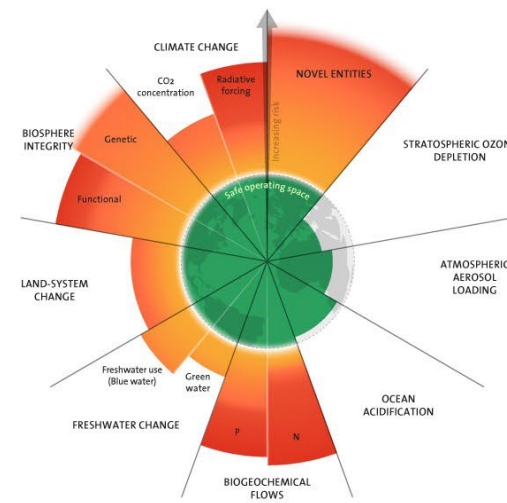 CLIMATE CHANGE
CO2
concentration
Radiative
forcing
NOVEL ENTITIES
Increasing risk
BIOSPHERE
INTEGRITY
Genetic
STRATOSPHERIC OZON
DEPLETION
Functional
Safe operating space
LAND-SYSTEM
CHANGE
ATMOSPHERIC
AEROSOL
LOADING
Freshwater use
(Blue water)
Green
water
OCEAN
ACIDIFICATION
FRESHWATER CHANGE
P
N
BIOGEOCHEMICAL
FLOWS